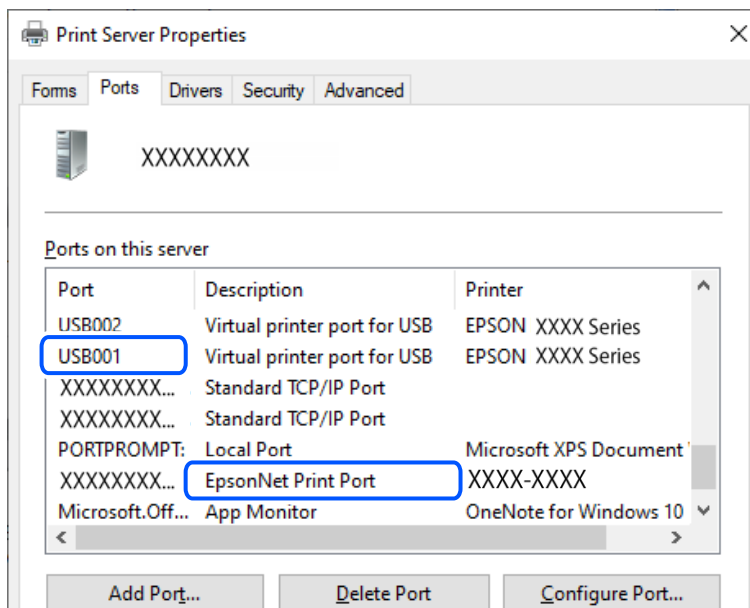 Print Server Properties
Forms Ports Drivers Security Advanced
XXXXXXXX
Ports on this server
Port Description Printer
USB002 Virtual printer port for USB EPSON XXXX Series
USB001 Virtual printer port for USB EPSON XXXX Series
XXXXXXXX... Standard TCP/IP Port
XXXXXXXX... Standard TCP/IP Port
PORTPROMPT: Local Port Microsoft XPS Document
XXXXXXXX... EpsonNet Print Port XXXX-XXXX
Microsoft.Off... App Monitor OneNote for Windows 10
Add Port... Delete Port Configure Port...